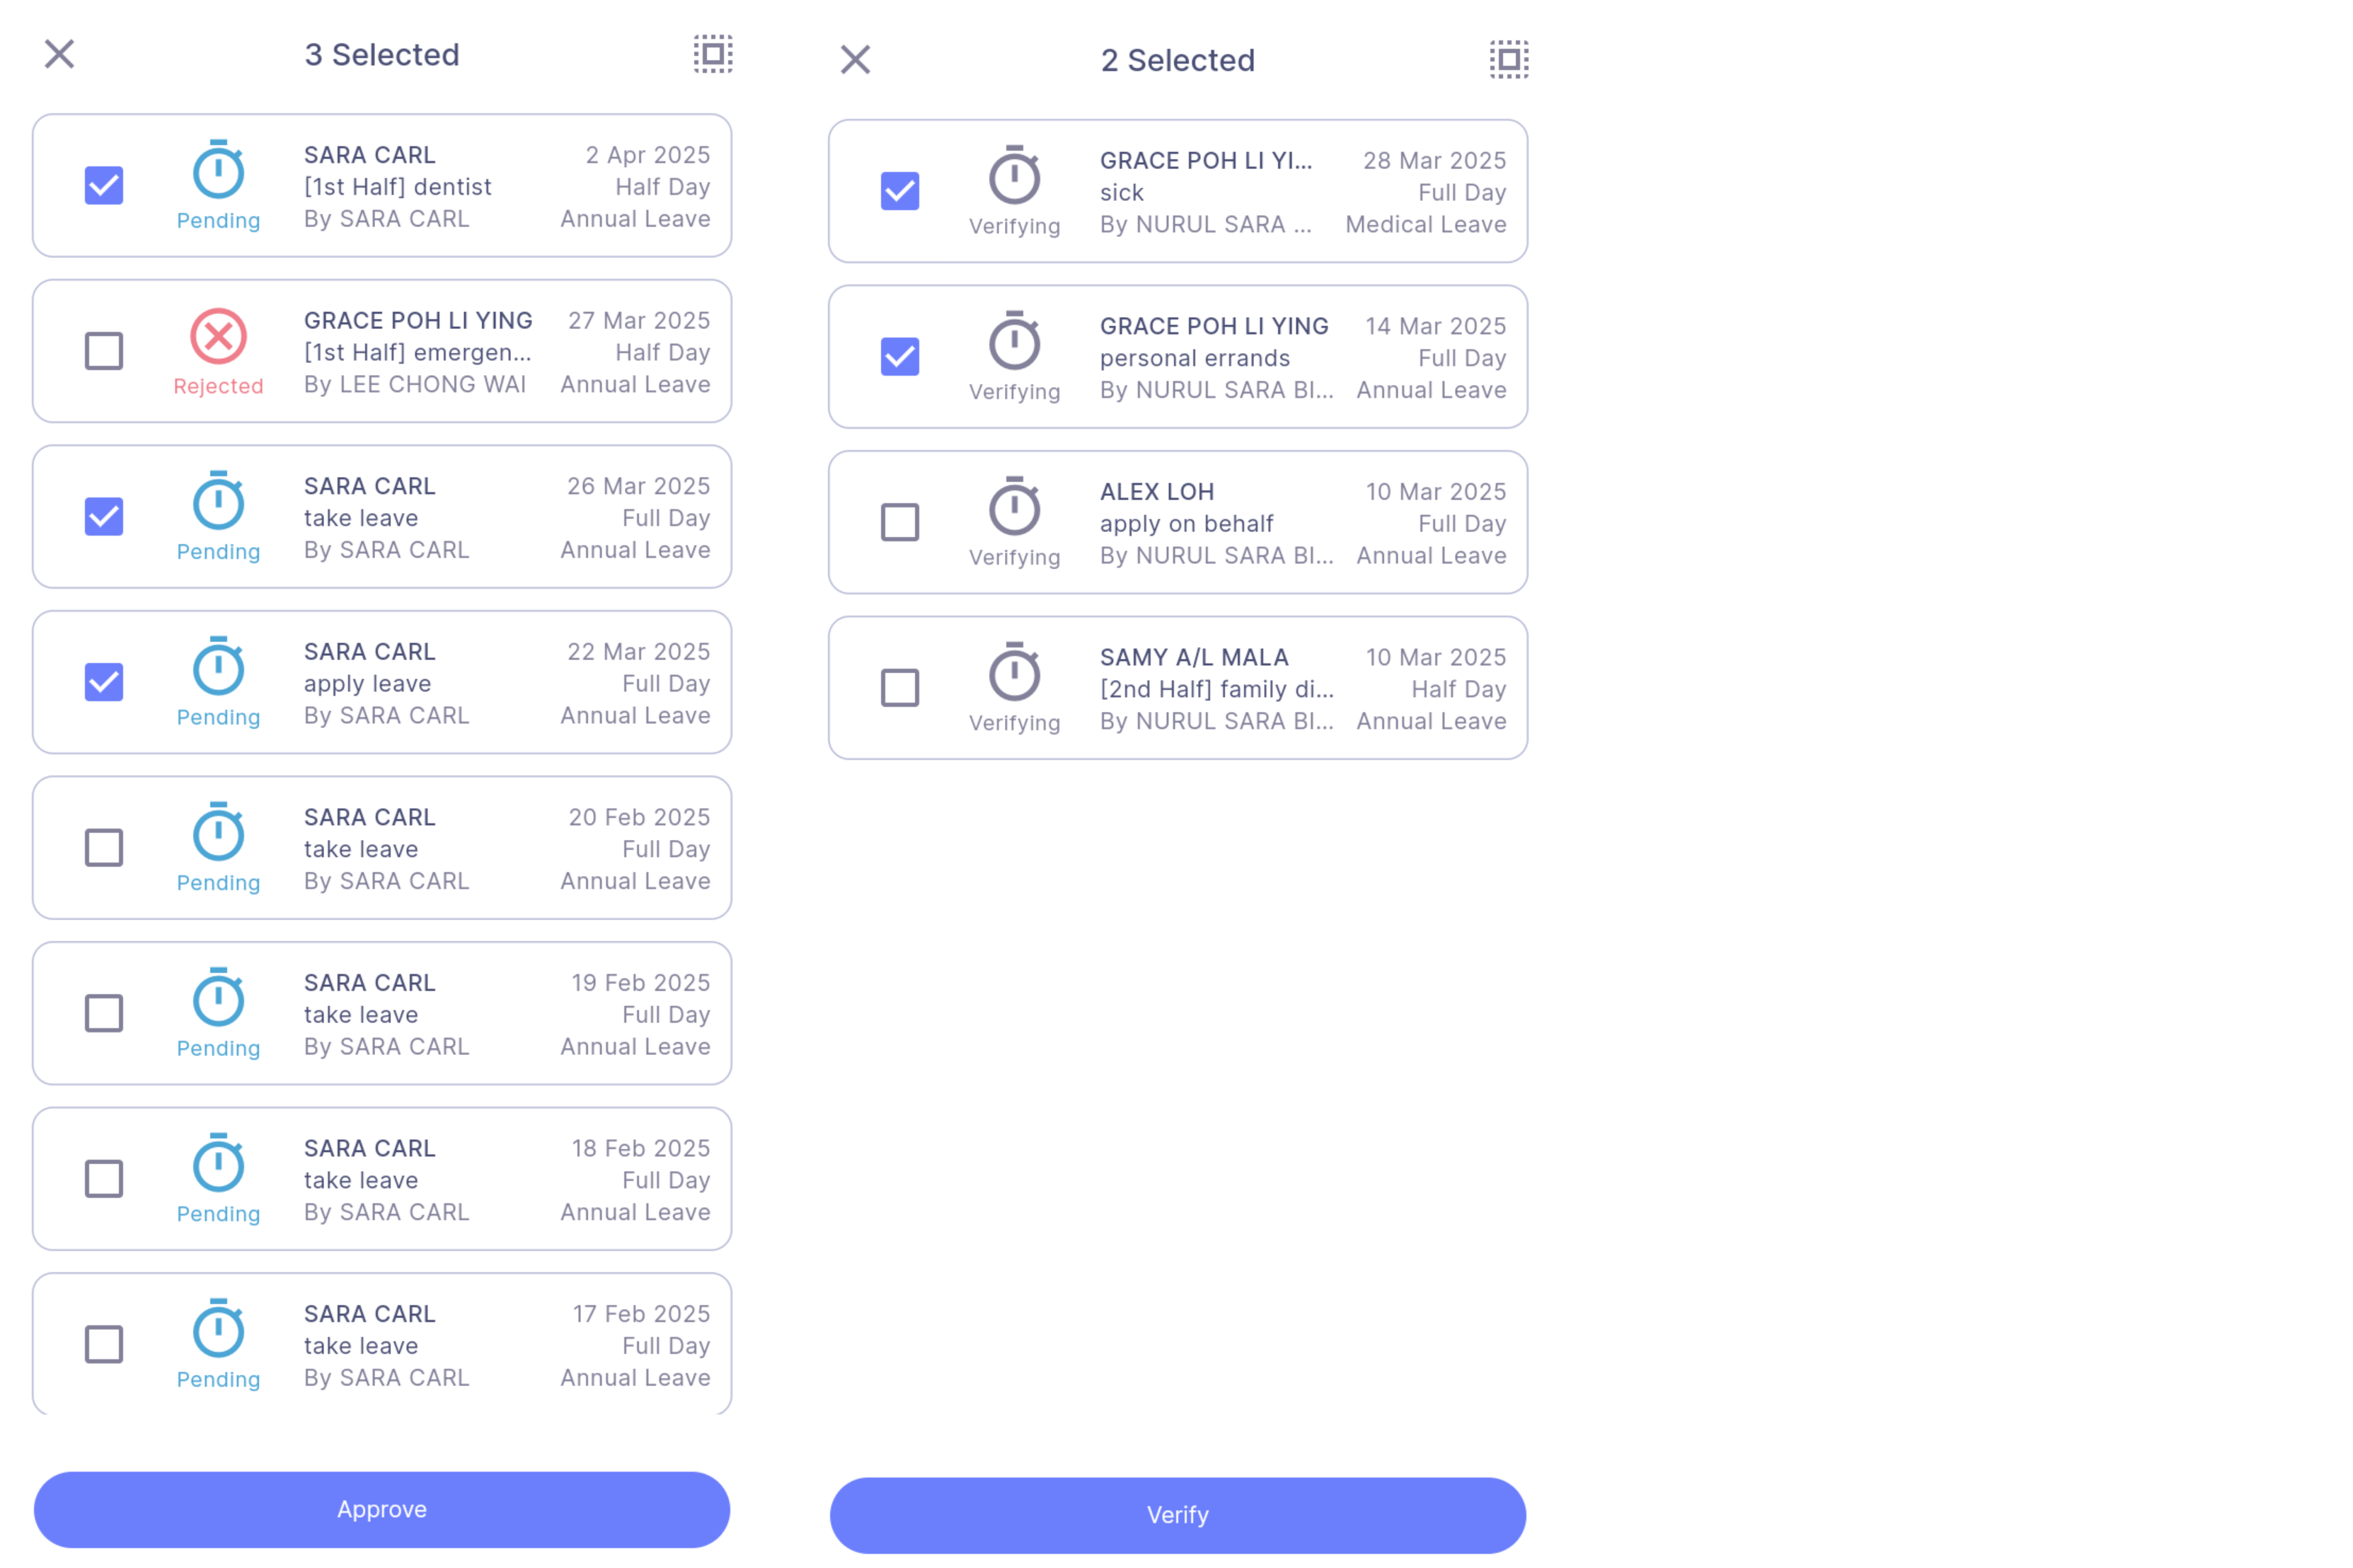 3 Selected
Pending
SARA CARL
[1st Half] dentist
By SARA CARL
2 Apr 2025
Half Day
Annual Leave
Rejected
GRACE POH LI YING
[1st Half] emergen...
By LEE CHONG WAI
27 Mar 2025
Half Day
Annual Leave
Pending
SARA CARL
take leave
By SARA CARL
26 Mar 2025
Full Day
Annual Leave
Pending
SARA CARL
apply leave
By SARA CARL
22 Mar 2025
Full Day
Annual Leave
Pending
SARA CARL
take leave
By SARA CARL
20 Feb 2025
Full Day
Annual Leave
Pending
SARA CARL
take leave
By SARA CARL
19 Feb 2025
Full Day
Annual Leave
Pending
SARA CARL
take leave
By SARA CARL
18 Feb 2025
Full Day
Annual Leave
Pending
SARA CARL
take leave
By SARA CARL
17 Feb 2025
Full Day
Annual Leave
Approve
2 Selected
Verifying
GRACE POH LI YI...
sick
By NURUL SARA ...
28 Mar 2025
Full Day
Medical Leave
Verifying
GRACE POH LI YING
personal errands
By NURUL SARA BI...
14 Mar 2025
Full Day
Annual Leave
Verifying
ALEX LOH
apply on behalf
By NURUL SARA BI...
10 Mar 2025
Full Day
Annual Leave
Verifying
SAMY A/L MALA
[2nd Half] family di...
By NURUL SARA BI...
10 Mar 2025
Half Day
Annual Leave
Verify